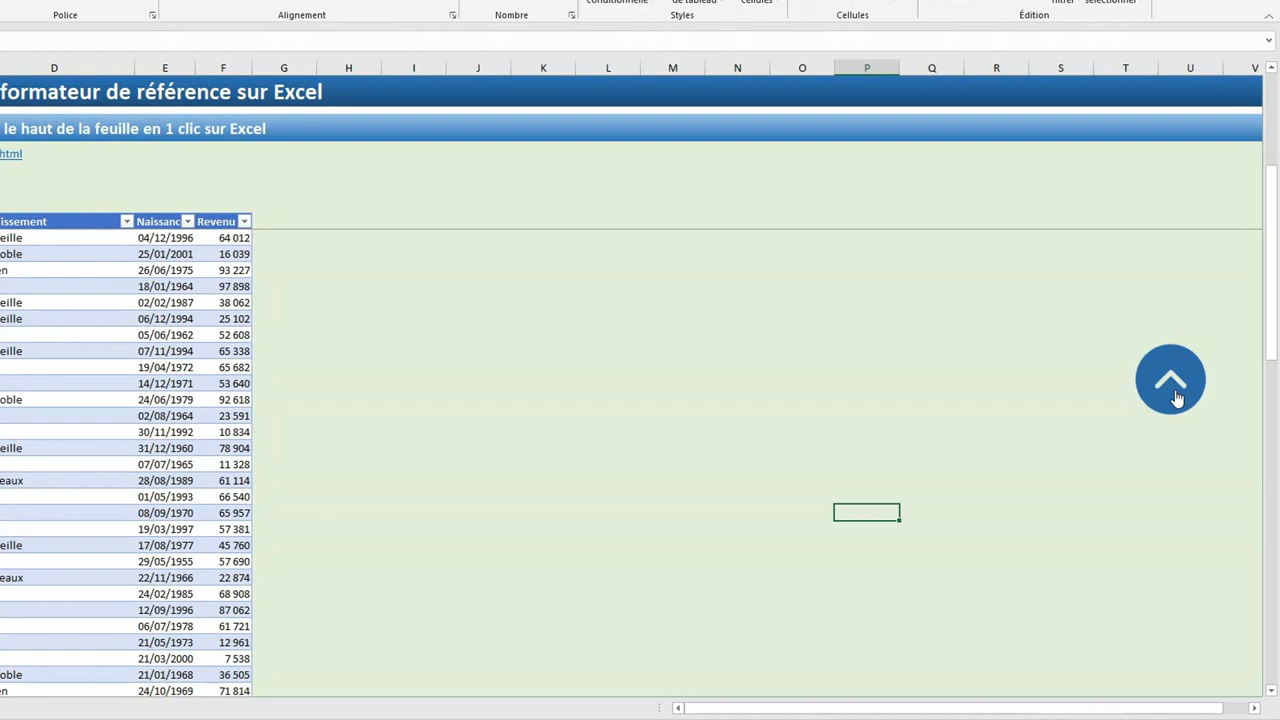 conditionnelle de tableau cellules filtrer sélectionner
Police Alignement Nombre Styles Cellules Édition
D E F G H I J K L M N O P Q R S T U V
formateur de référence sur Excel
le haut de la feuille en 1 clic sur Excel
html
issement Naissanc Revenu
eille 04/12/1996 64 012
oble 25/01/2001 16 039
en 26/06/1975 93 227
18/01/1964 97 898
eille 02/02/1987 38 062
eille 06/12/1994 25 102
05/06/1962 52 608
eille 07/11/1994 65 338
19/04/1972 65 682
14/12/1971 53 640
oble 24/06/1979 92 618
02/08/1964 23 591
30/11/1992 10 834
eille 31/12/1960 78 904
07/07/1965 11 328
eaux 28/08/1989 61 114
01/05/1993 66 540
08/09/1970 65 957
19/03/1997 57 381
eille 17/08/1977 45 760
29/05/1955 57 690
eaux 22/11/1966 22 874
24/02/1985 68 908
12/09/1996 87 062
06/07/1978 61 721
21/05/1973 12 961
21/03/2000 7 538
oble 21/01/1968 36 505
en 24/10/1969 71 814